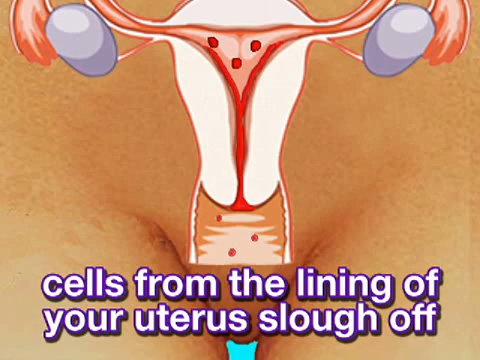 cells from the lining of
your uterus slough off